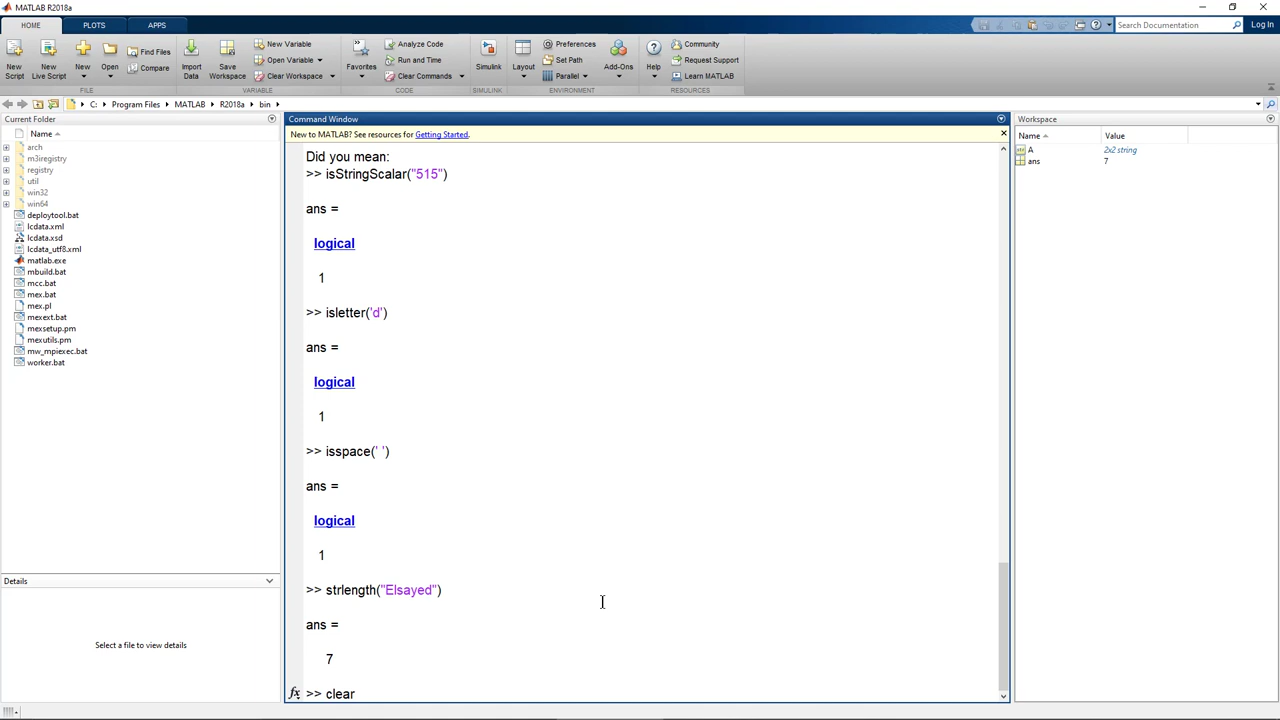 MATLAB R2018a
HOME PLOTS APPS
Search Documentation Log In
New Script
New Live Script
New
Open
Find Files
Compare
Import Data
Save Workspace
New Variable
Open Variable
Clear Workspace
Favorites
Analyze Code
Run and Time
Clear Commands
Simulink
Layout
Preferences
Set Path
Parallel
Add-Ons
Help
Community
Request Support
Learn MATLAB
FILE VARIABLE CODE SIMULINK ENVIRONMENT RESOURCES
C: Program Files MATLAB R2018a bin
Current Folder
Name
arch
m3iregistry
registry
util
win32
win64
deploytool.bat
lcdata.xml
lcdata.xsd
lcdata_utf8.xml
matlab.exe
mbuild.bat
mcc.bat
mex.bat
mex.pl
mexext.bat
mexsetup.pm
mexutils.pm
mw_mpiexec.bat
worker.bat
Details
Select a file to view details
Command Window
New to MATLAB? See resources for Getting Started.
Did you mean:
>> isStringScalar("515")
ans =
logical
1
>> isletter('d')
ans =
logical
1
>> isspace(' ')
ans =
logical
1
>> strlength("Elsayed")
ans =
7
fx >> clear
Workspace
Name Value
A 2x2 string
ans 7